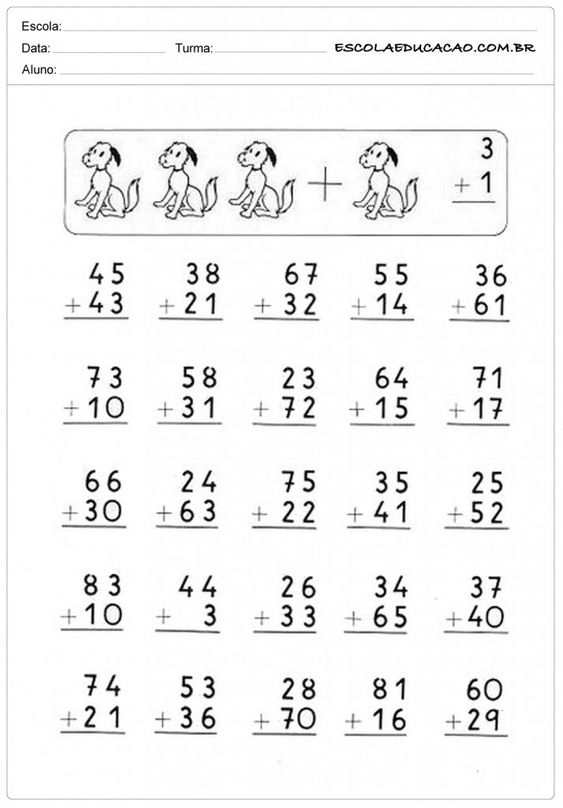 Escola:
Data: Turma: ESCOLAEDUCACAO.COM.BR
Aluno:
3
+ + 1
45 38 67 55 36
+ 43 + 21 + 32 + 14 + 61
73 58 23 64 71
+ 10 + 31 + 72 + 15 + 17
66 24 75 35 25
+ 30 + 63 + 22 + 41 + 52
83 44 26 34 37
+ 10 + 3 + 33 + 65 + 40
74 53 28 81 60
+ 21 + 36 + 70 + 16 + 29